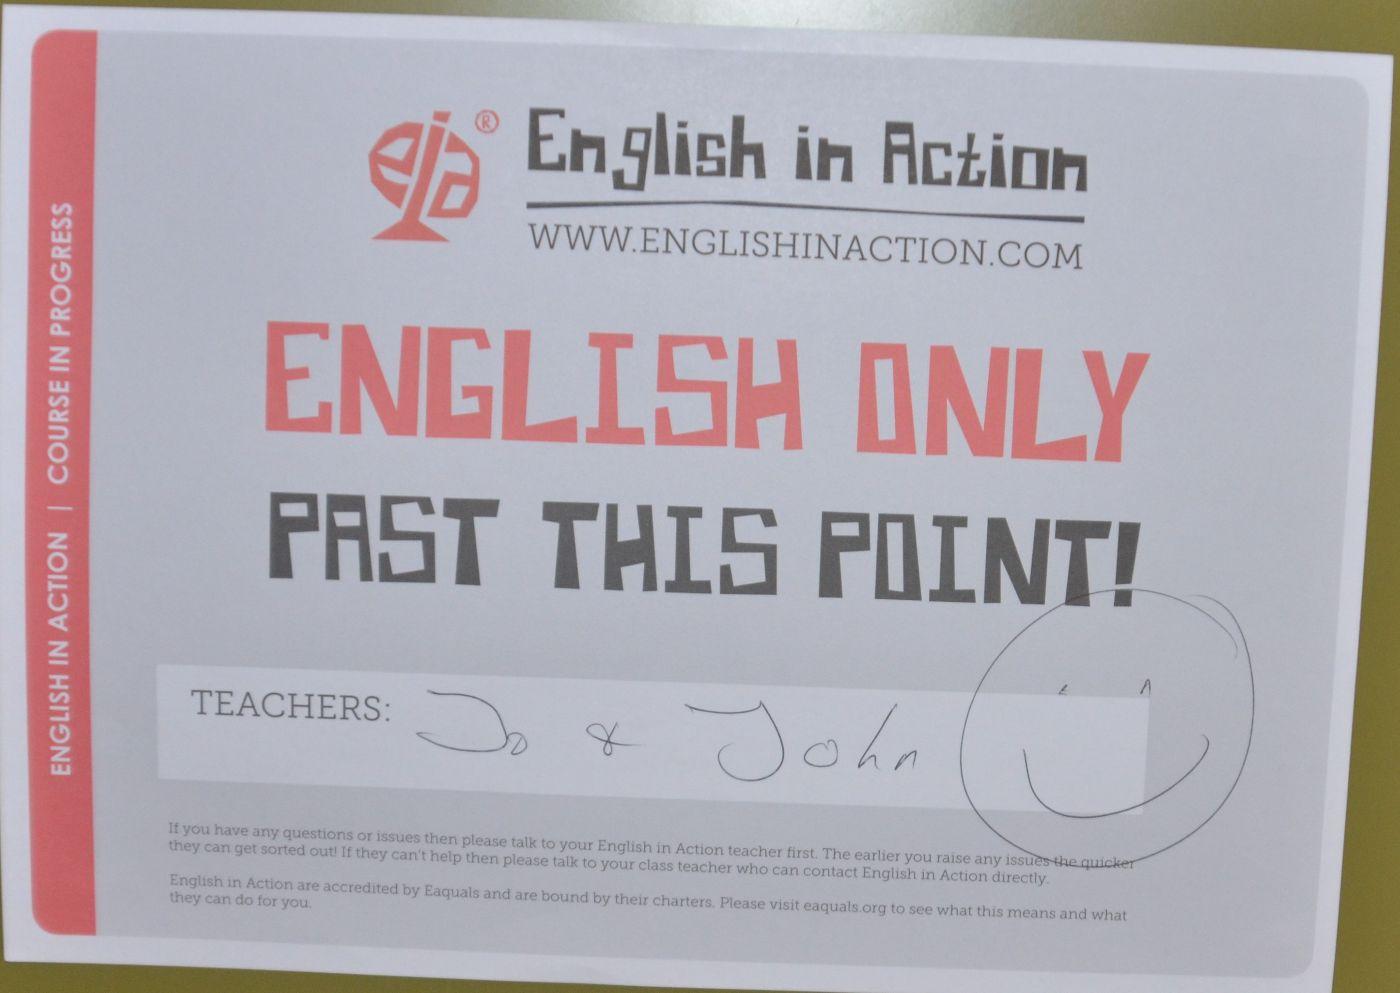 eia®
English in Action
WWW.ENGLISHINACTION.COM
ENGLISH ONLY
PAST THIS POINT!
TEACHERS: Jo & John
If you have any questions or issues then please talk to your English in Action teacher first. The earlier you raise any issues the quicker
they can get sorted out! If they can't help then please talk to your class teacher who can contact English in Action directly.
English in Action are accredited by Eaquals and are bound by their charters. Please visit eaquals.org to see what this means and what
they can do for you.
ENGLISH IN ACTION | COURSE IN PROGRESS